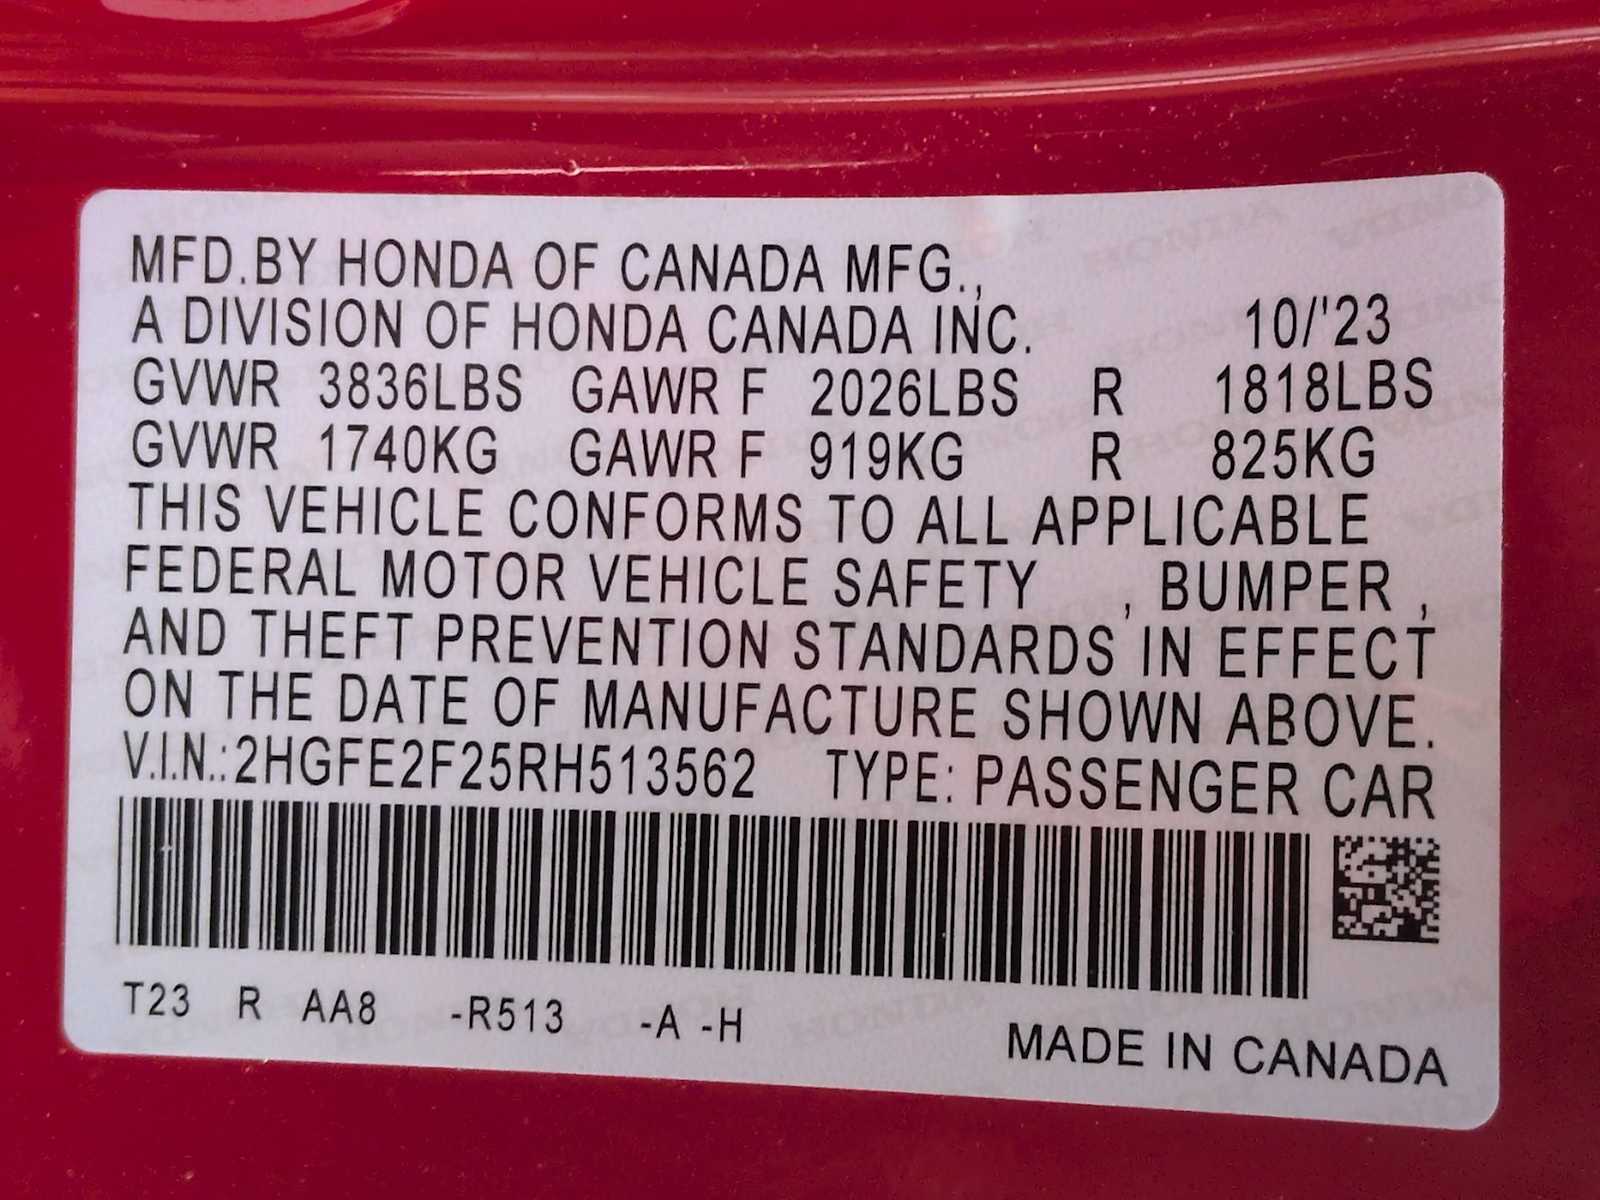 MFD.BY HONDA OF CANADA MFG.,
A DIVISION OF HONDA CANADA INC. 10/'23
GVWR 3836LBS GAWR F 2026LBS R 1818LBS
GVWR 1740KG GAWR F 919KG R 825KG
THIS VEHICLE CONFORMS TO ALL APPLICABLE
FEDERAL MOTOR VEHICLE SAFETY , BUMPER ,
AND THEFT PREVENTION STANDARDS IN EFFECT
ON THE DATE OF MANUFACTURE SHOWN ABOVE.
V.I.N.:2HGFE2F25RH513562 TYPE: PASSENGER CAR
T23 R AA8 -R513 -A -H
MADE IN CANADA